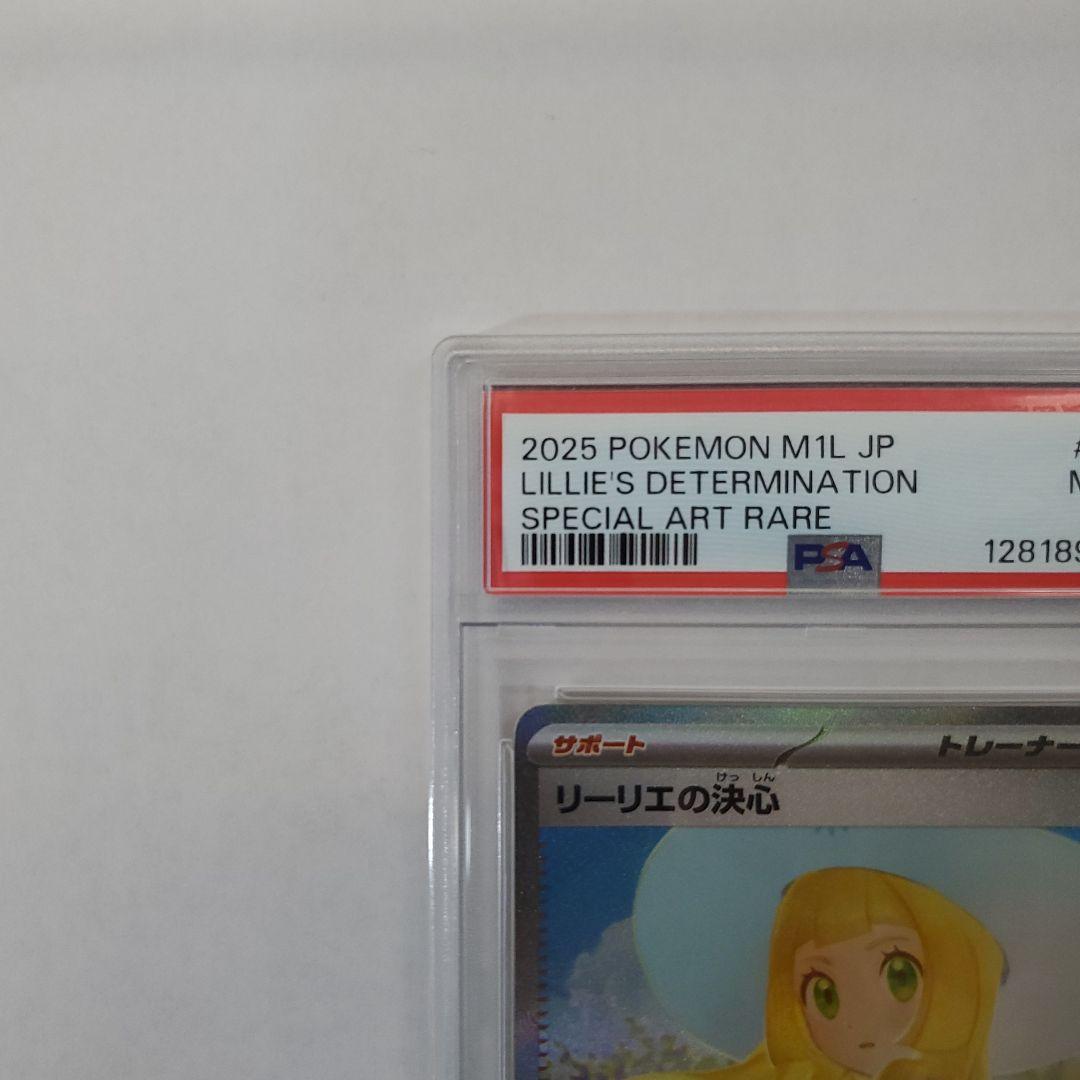 2025 POKEMON M1L JP #
LILLIE'S DETERMINATION M
SPECIAL ART RARE
PSA 128189
サポート トレーナー
けっ しん
リーリエの決心